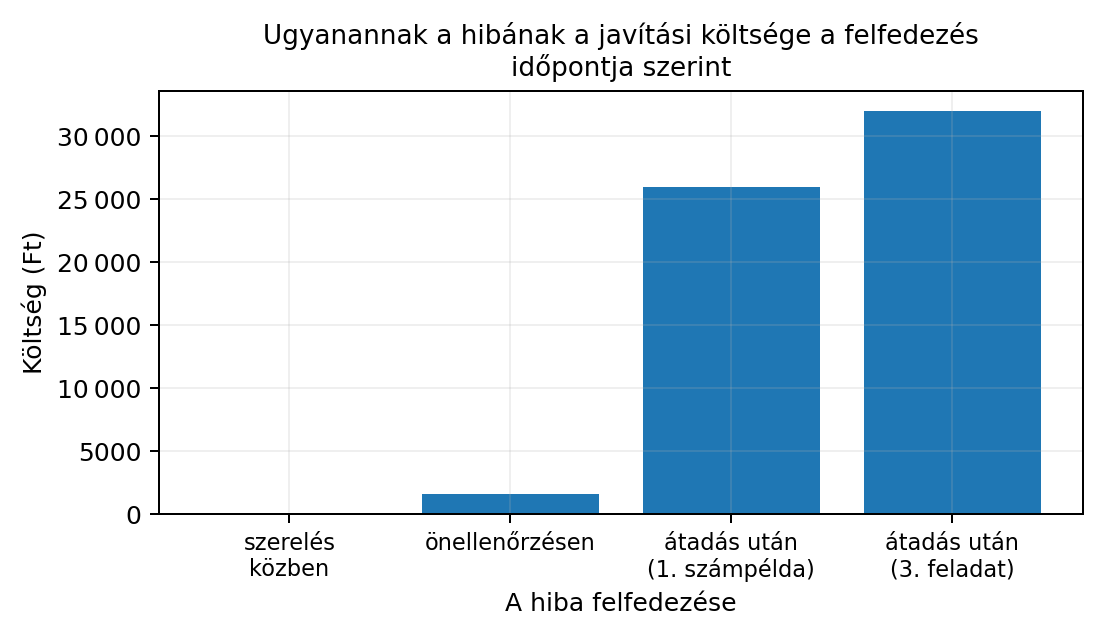 Ugyanannak a hibának a javítási költsége a felfedezés
időpontja szerint
Költség (Ft)
30 000
25 000
20 000
15 000
10 000
5000
0
szerelés
közben
önellenőrzésen
átadás után
(1. számpélda)
átadás után
(3. feladat)
A hiba felfedezése